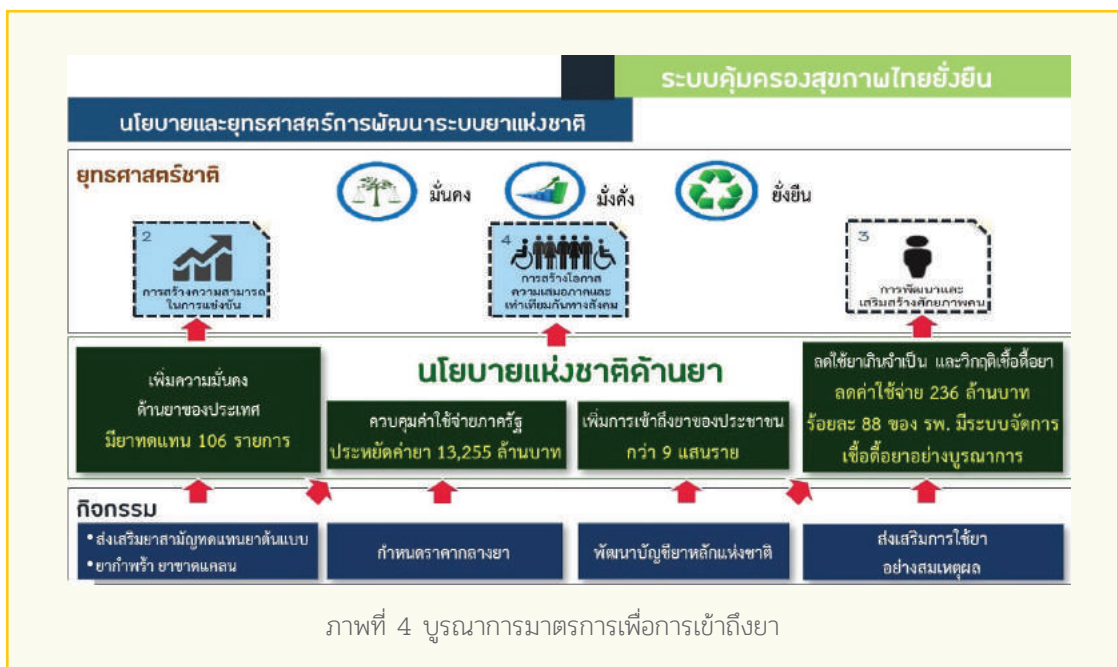 ระบบคุ้มครองสุขภาพไทยยั่งยืน
นโยบายและยุทธศาสตร์การพัฒนาระบบยาแห่งชาติ
ยุทธศาสตร์ชาติ
มั่นคง
มั่งคั่ง
ยั่งยืน
2
การสร้างความสามารถ
ในการแข่งขัน
4
การสร้างโอกาส
ความเสมอภาคและ
เท่าเทียมกันทางสังคม
3
การพัฒนาและ
เสริมสร้างศักยภาพคน
นโยบายแห่งชาติด้านยา
เพิ่มความมั่นคง
ด้านยาของประเทศ
มียาทดแทน 106 รายการ
ควบคุมค่าใช้จ่ายภาครัฐ
ประหยัดค่ายา 13,255 ล้านบาท
เพิ่มการเข้าถึงยาของประชาชน
กว่า 9 แสนราย
ลดใช้ยาเกินจำเป็น และวิกฤติเชื้อดื้อยา
ลดค่าใช้จ่าย 236 ล้านบาท
ร้อยละ 88 ของ รพ. มีระบบจัดการ
เชื้อดื้อยาอย่างบูรณาการ
กิจกรรม
•ส่งเสริมยาสามัญทดแทนยาต้นแบบ
•ยากำพร้า ยาขาดแคลน
กำหนดราคากลางยา
พัฒนาบัญชียาหลักแห่งชาติ
ส่งเสริมการใช้ยา
อย่างสมเหตุผล
ภาพที่ 4 บูรณาการมาตรการเพื่อการเข้าถึงยา